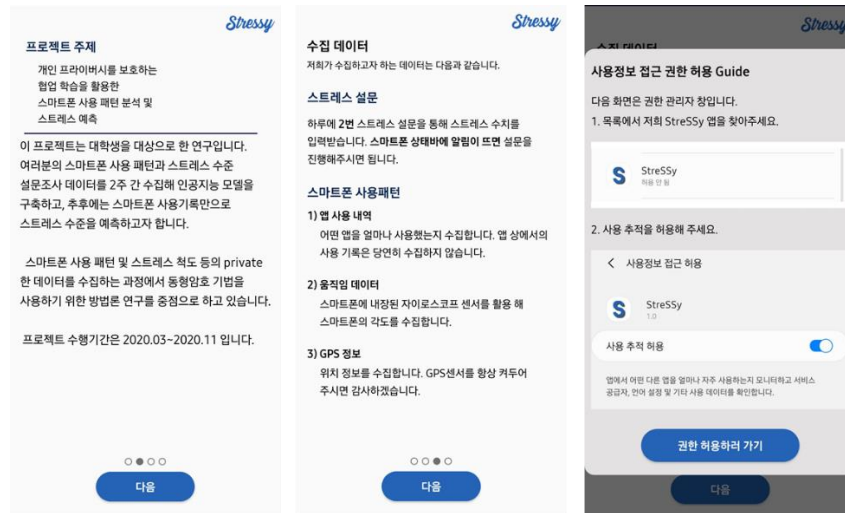 Stressy
프로젝트 주제
개인 프라이버시를 보호하는
협업 학습을 활용한
스마트폰 사용 패턴 분석 및
스트레스 예측
이 프로젝트는 대학생을 대상으로 한 연구입니다.
여러분의 스마트폰 사용 패턴과 스트레스 수준
설문조사 데이터를 2주 간 수집해 인공지능 모델을
구축하고, 추후에는 스마트폰 사용기록만으로
스트레스 수준을 예측하고자 합니다.
스마트폰 사용 패턴 및 스트레스 척도 등의 private
한 데이터를 수집하는 과정에서 동형암호 기법을
사용하기 위한 방법론 연구를 중점으로 하고 있습니다.
프로젝트 수행기간은 2020.03~2020.11 입니다.
다음
Stressy
수집 데이터
저희가 수집하고자 하는 데이터는 다음과 같습니다.
스트레스 설문
하루에 2번 스트레스 설문을 통해 스트레스 수치를
입력받습니다. 스마트폰 상태바에 알림이 뜨면 설문을
진행해주시면 됩니다.
스마트폰 사용패턴
1) 앱 사용 내역
어떤 앱을 얼마나 사용했는지 수집합니다. 앱 상에서의
사용 기록은 당연히 수집하지 않습니다.
2) 움직임 데이터
스마트폰에 내장된 자이로스코프 센서를 활용 해
스마트폰의 각도를 수집합니다.
3) GPS 정보
위치 정보를 수집합니다. GPS센서를 항상 켜두어
주시면 감사하겠습니다.
다음
Stressy
수집 데이터
사용정보 접근 권한 허용 Guide
다음 화면은 권한 관리자 창입니다.
1. 목록에서 저희 StreSSy 앱을 찾아주세요.
S
StreSSy
허용 안 됨
2. 사용 추적을 허용해 주세요.
사용정보 접근 허용
S
StreSSy
1.0
사용 추적 허용
앱에서 어떤 다른 앱을 얼마나 자주 사용하는지 모니터하고 서비스
공급자, 언어 설정 및 기타 사용 데이터를 확인합니다.
권한 허용하러 가기
다음